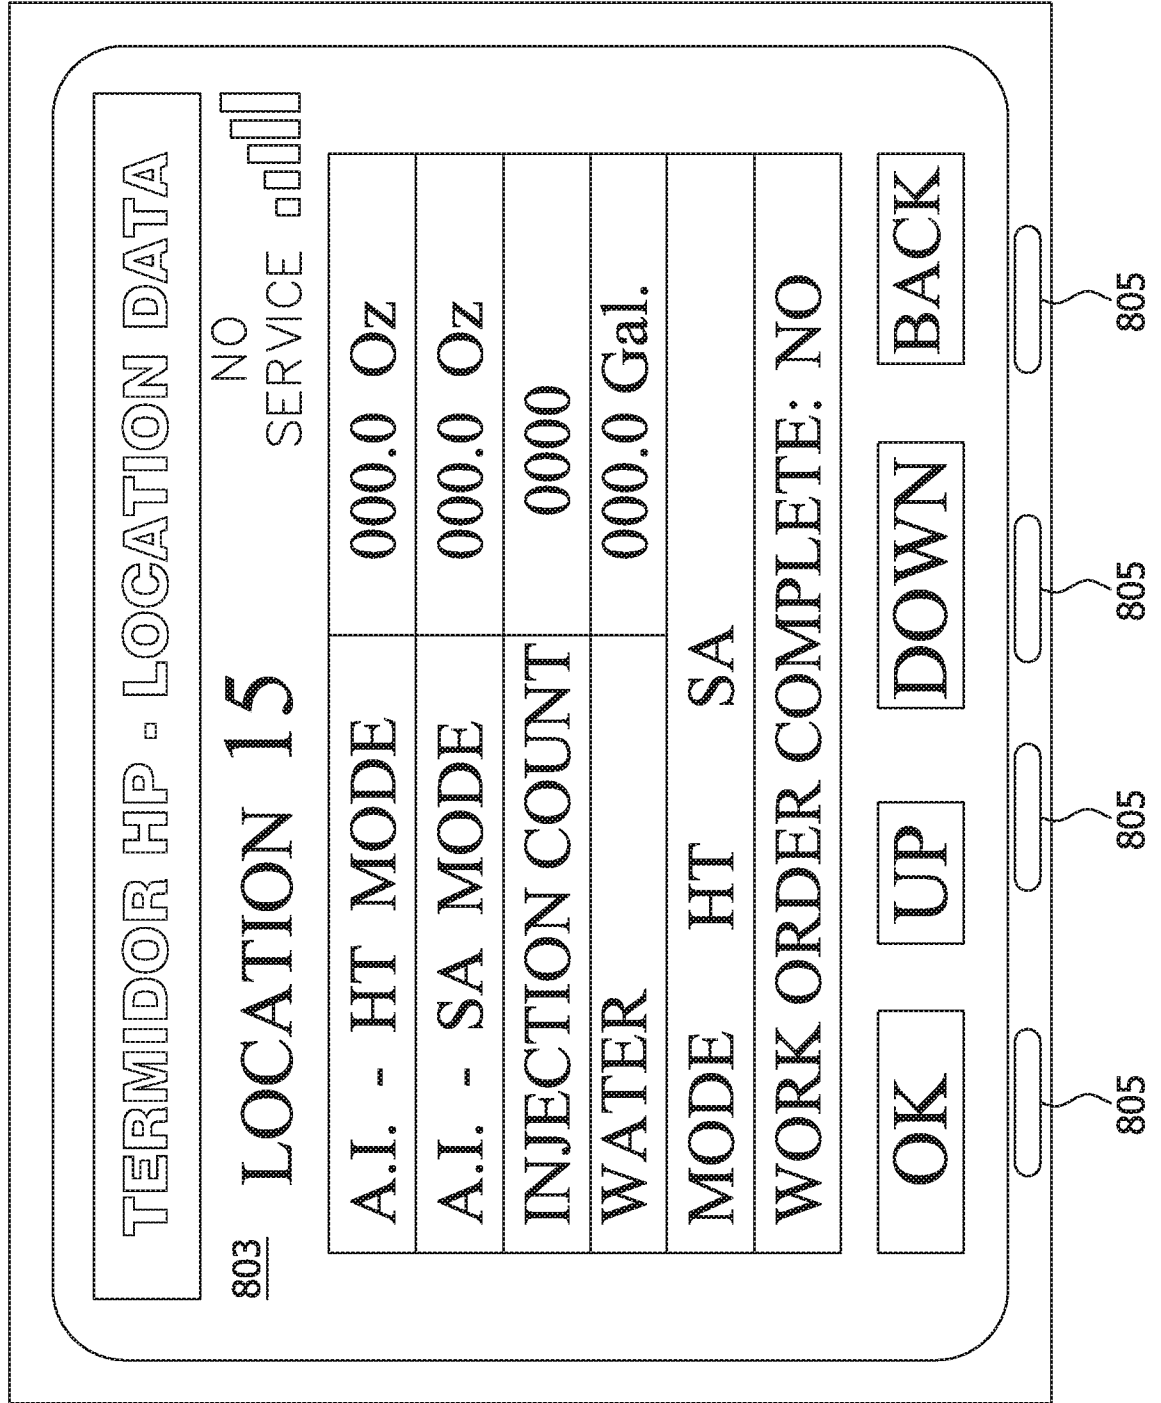 TERMIDOR HP - LOCATION DATA
803
LOCATION 15
NO
SERVICE
A.I. - HT MODE 000.0 Oz
A.I. - SA MODE 000.0 Oz
INJECTION COUNT 0000
WATER 000.0 Gal.
MODE HT SA
WORK ORDER COMPLETE: NO
OK UP DOWN BACK
805 805 805 805